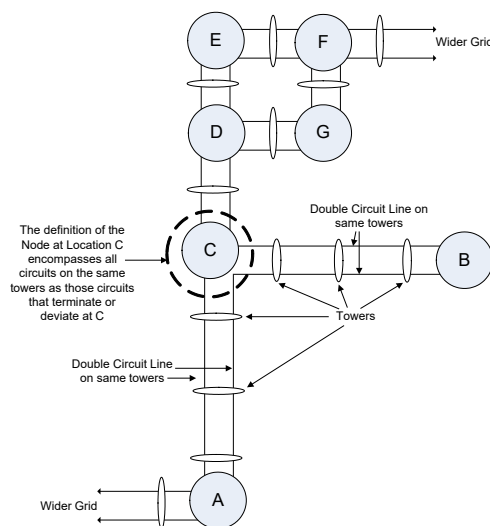 E
F
Wider Grid
D
G
The definition of the
Node at Location C
encompasses all
circuits on the same
towers as those circuits
that terminate or
deviate at C
Double Circuit Line on
same towers
C
B
Towers
Double Circuit Line
on same towers
Wider Grid
A